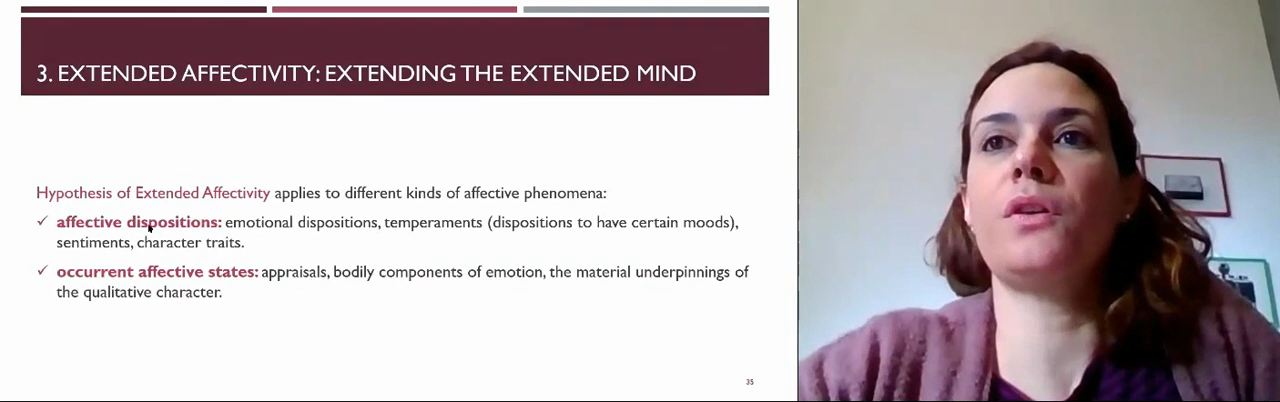 3. EXTENDED AFFECTIVITY: EXTENDING THE EXTENDED MIND
Hypothesis of Extended Affectivity applies to different kinds of affective phenomena:
✓ affective dispositions: emotional dispositions, temperaments (dispositions to have certain moods),
sentiments, character traits.
✓ occurrent affective states: appraisals, bodily components of emotion, the material underpinnings of
the qualitative character.
35